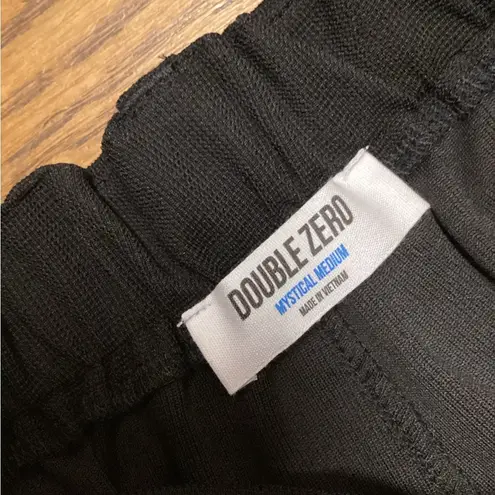 DOUBLE ZERO
MYSTICAL MEDIUM
MADE IN VIETNAM